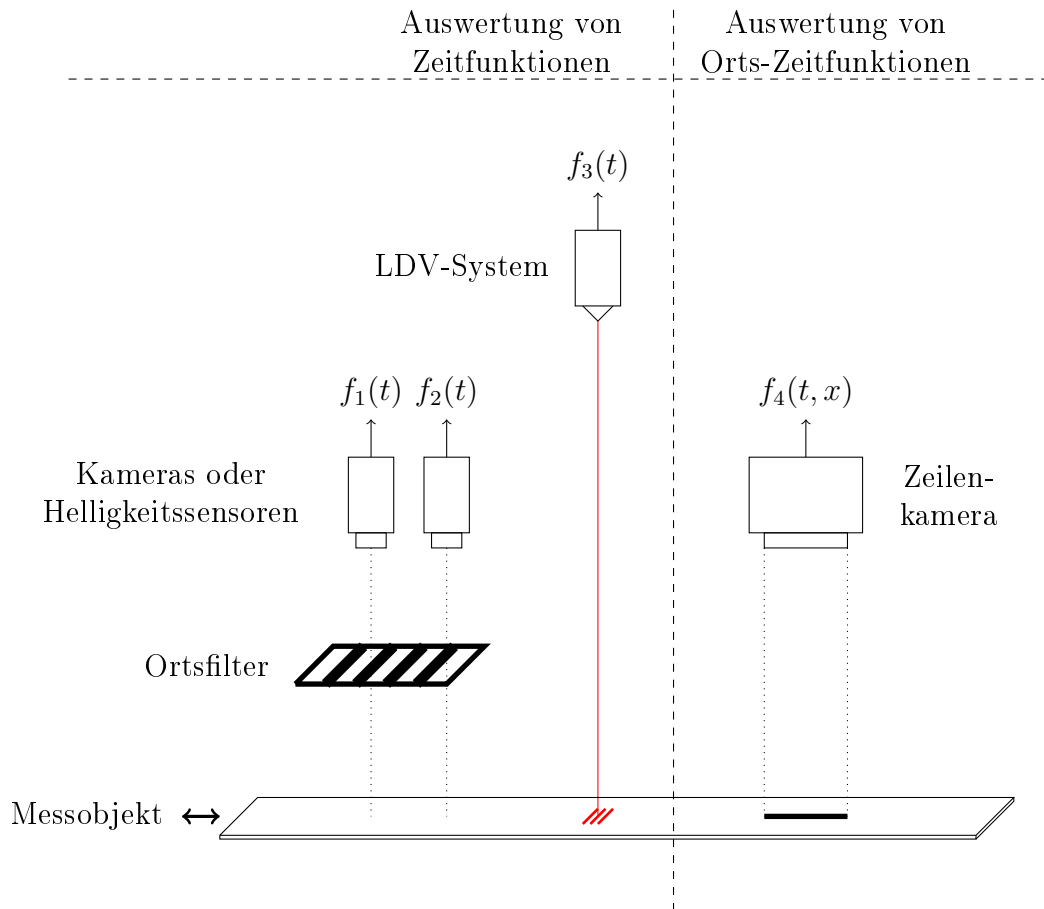 Auswertung von
Zeitfunktionen
Auswertung von
Orts-Zeitfunktionen
f₃(t)
LDV-System
f₁(t) f₂(t)
f₄(t, x)
Kameras oder
Helligkeitssensoren
Zeilen-
kamera
Ortsfilter
Messobjekt